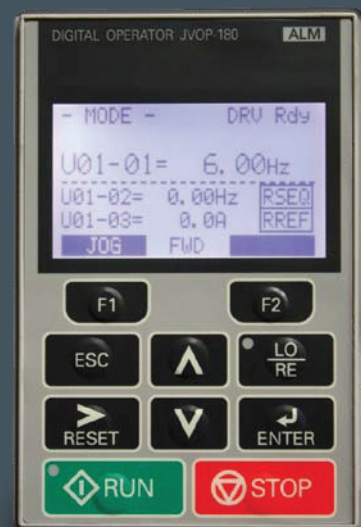 DIGITAL OPERATOR JVOP-180 ALM
- MODE - DRV Rdy
U01-01= 6.00Hz
U01-02= 0.00Hz RSEQ
U01-03= 0.0A RREF
JOG FWD
F1 F2
ESC LO/RE
> RESET ENTER
RUN STOP